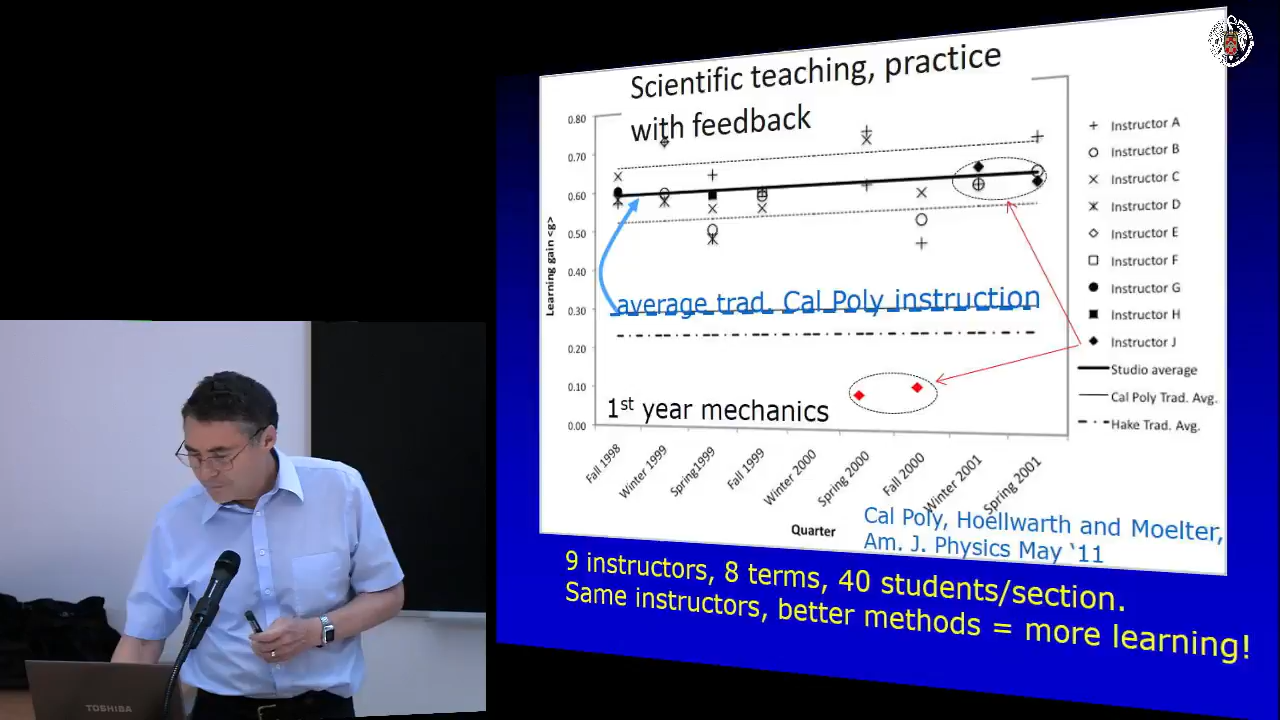 Scientific teaching, practice
with feedback
0.80
0.70
0.60
0.50
0.40
0.30
0.20
0.10
0.00
Learning gain <g>
average trad. Cal Poly instruction
1st year mechanics
Fall 1998
Winter 1999
Spring1999
Fall 1999
Winter 2000
Spring 2000
Fall 2000
Winter 2001
Spring 2001
Quarter
Instructor A
Instructor B
Instructor C
Instructor D
Instructor E
Instructor F
Instructor G
Instructor H
Instructor J
Studio average
Cal Poly Trad. Avg.
Hake Trad. Avg.
Cal Poly, Hoellwarth and Moelter,
Am. J. Physics May ‘11
9 instructors, 8 terms, 40 students/section.
Same instructors, better methods = more learning!
TOSHIBA